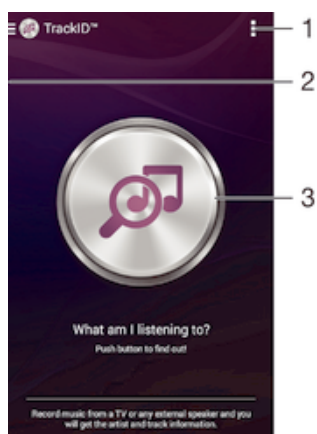 TrackID™
1
2
3
What am I listening to?
Push button to find out!
Record music from a TV or any external speaker and you
will get the artist and track information.